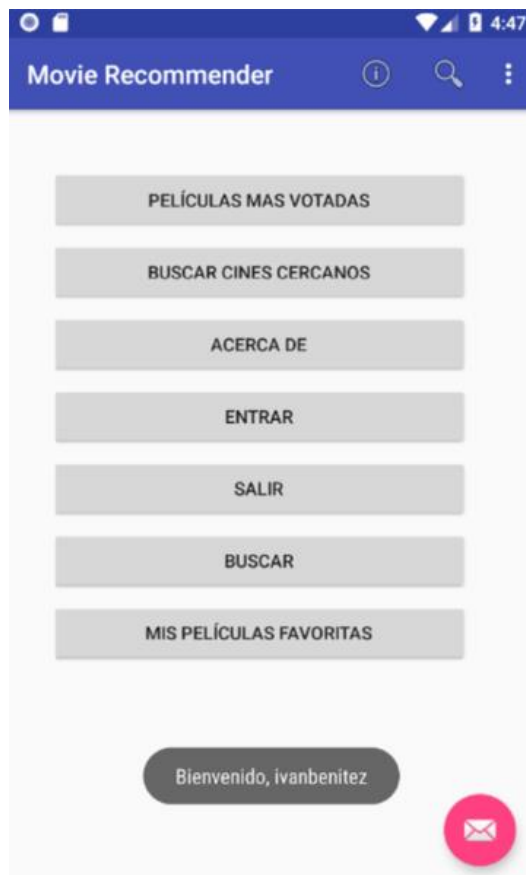 4:47
Movie Recommender
PELÍCULAS MAS VOTADAS
BUSCAR CINES CERCANOS
ACERCA DE
ENTRAR
SALIR
BUSCAR
MIS PELÍCULAS FAVORITAS
Bienvenido, ivanbenitez